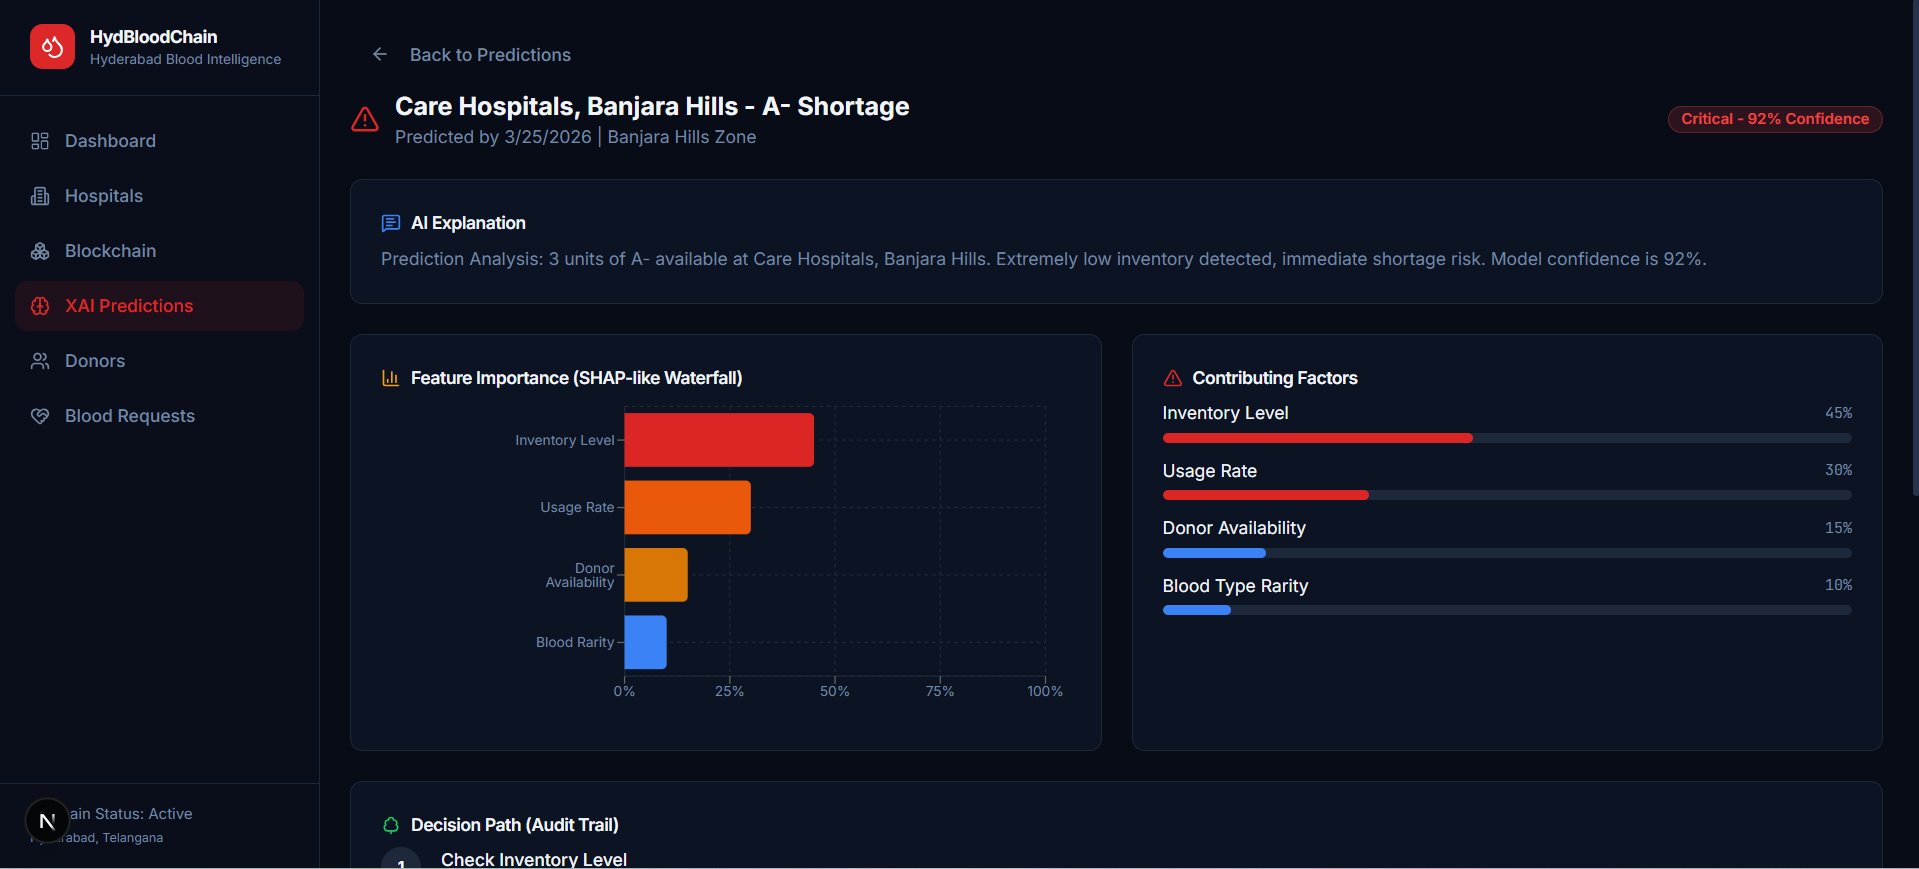 HydBloodChain
Hyderabad Blood Intelligence
Dashboard
Hospitals
Blockchain
XAI Predictions
Donors
Blood Requests
ain Status: Active
rabad, Telangana
N
Back to Predictions
Care Hospitals, Banjara Hills - A- Shortage
Predicted by 3/25/2026 | Banjara Hills Zone
Critical - 92% Confidence
AI Explanation
Prediction Analysis: 3 units of A- available at Care Hospitals, Banjara Hills. Extremely low inventory detected, immediate shortage risk. Model confidence is 92%.
Feature Importance (SHAP-like Waterfall)
Inventory Level
Usage Rate
Donor
Availability
Blood Rarity
0% 25% 50% 75% 100%
Contributing Factors
Inventory Level 45%
Usage Rate 30%
Donor Availability 15%
Blood Type Rarity 10%
Decision Path (Audit Trail)
1 Check Inventory Level